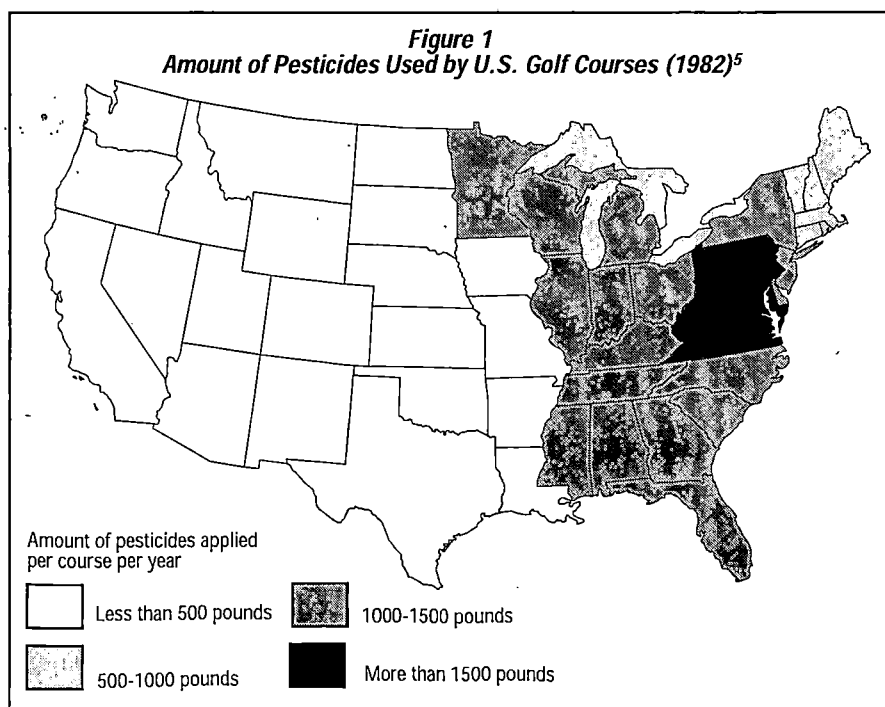 Figure 1
Amount of Pesticides Used by U.S. Golf Courses (1982)⁵
Amount of pesticides applied
per course per year
Less than 500 pounds
1000-1500 pounds
500-1000 pounds
More than 1500 pounds